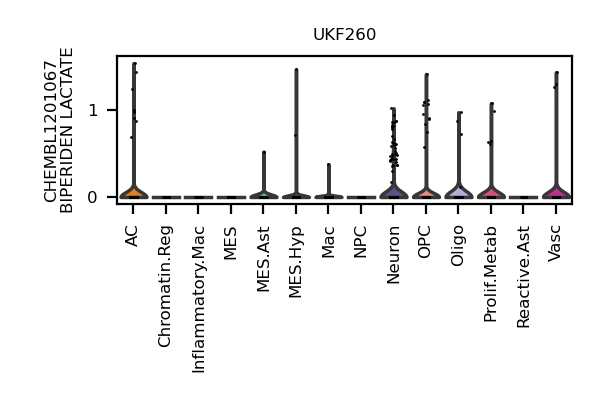 UKF260
CHEMBL1201067
BIPERIDEN LACTATE
1
0
AC
Chromatin.Reg
Inflammatory.Mac
MES
MES.Ast
MES.Hyp
Mac
NPC
Neuron
OPC
Oligo
Prolif.Metab
Reactive.Ast
Vasc